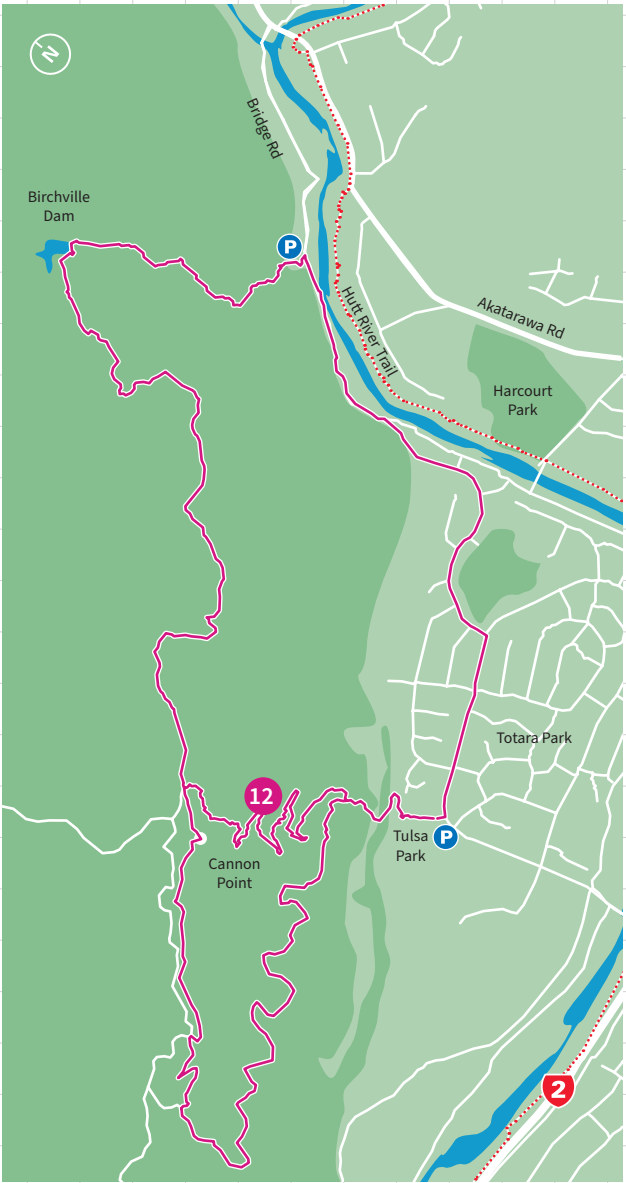 N
Bridge Rd
Birchville
Dam
P
Hutt River Trail
Akatarawa Rd
Harcourt
Park
Totara Park
12
Tulsa
Park
P
Cannon
Point
2